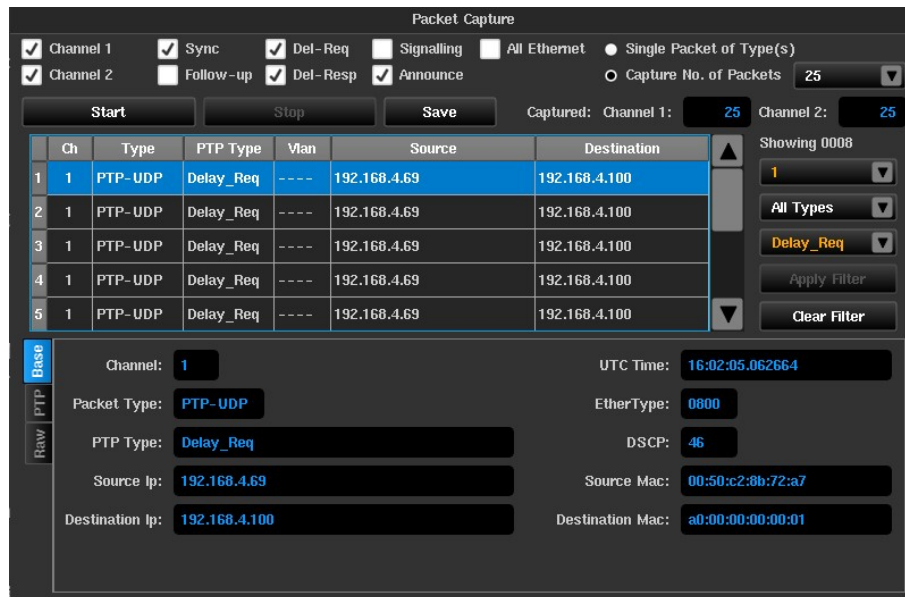 Packet Capture
Channel 1 Sync Del-Req Signalling All Ethernet Single Packet of Type(s)
Channel 2 Follow-up Del-Resp Announce Capture No. of Packets 25
Start Stop Save Captured: Channel 1: 25 Channel 2: 25
Ch Type PTP Type Vlan Source Destination
Showing 0008
1 1 PTP-UDP Delay_Req ---- 192.168.4.69 192.168.4.100
1
2 1 PTP-UDP Delay_Req ---- 192.168.4.69 192.168.4.100
All Types
3 1 PTP-UDP Delay_Req ---- 192.168.4.69 192.168.4.100
Delay_Req
4 1 PTP-UDP Delay_Req ---- 192.168.4.69 192.168.4.100
Apply Filter
5 1 PTP-UDP Delay_Req ---- 192.168.4.69 192.168.4.100
Clear Filter
Base
PTP
Raw
Channel: 1 UTC Time: 16:02:05.062664
Packet Type: PTP-UDP EtherType: 0800
PTP Type: Delay_Req DSCP: 46
Source Ip: 192.168.4.69 Source Mac: 00:50:c2:8b:72:a7
Destination Ip: 192.168.4.100 Destination Mac: a0:00:00:00:00:01